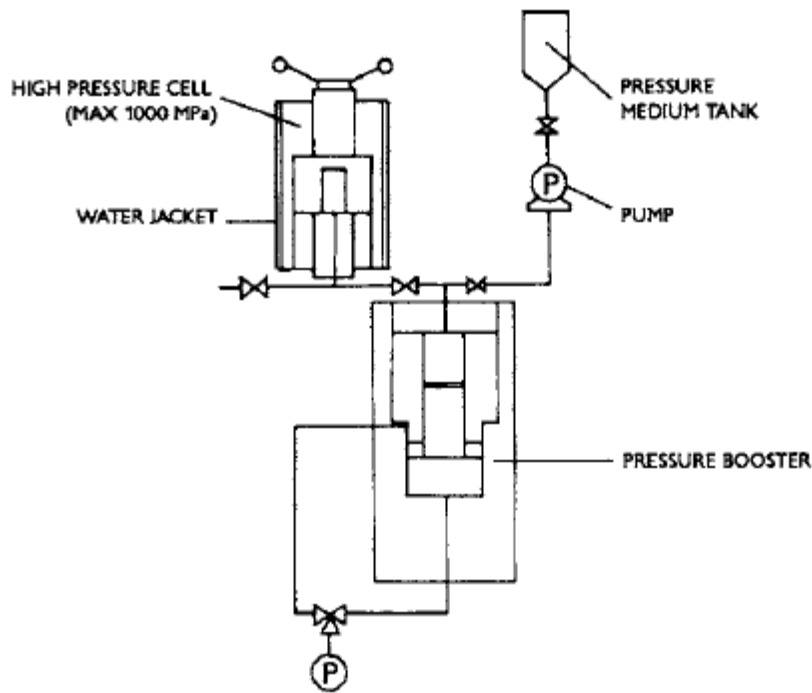 HIGH PRESSURE CELL
(MAX 1000 MPa)
PRESSURE
MEDIUM TANK
P
PUMP
WATER JACKET
PRESSURE BOOSTER
P